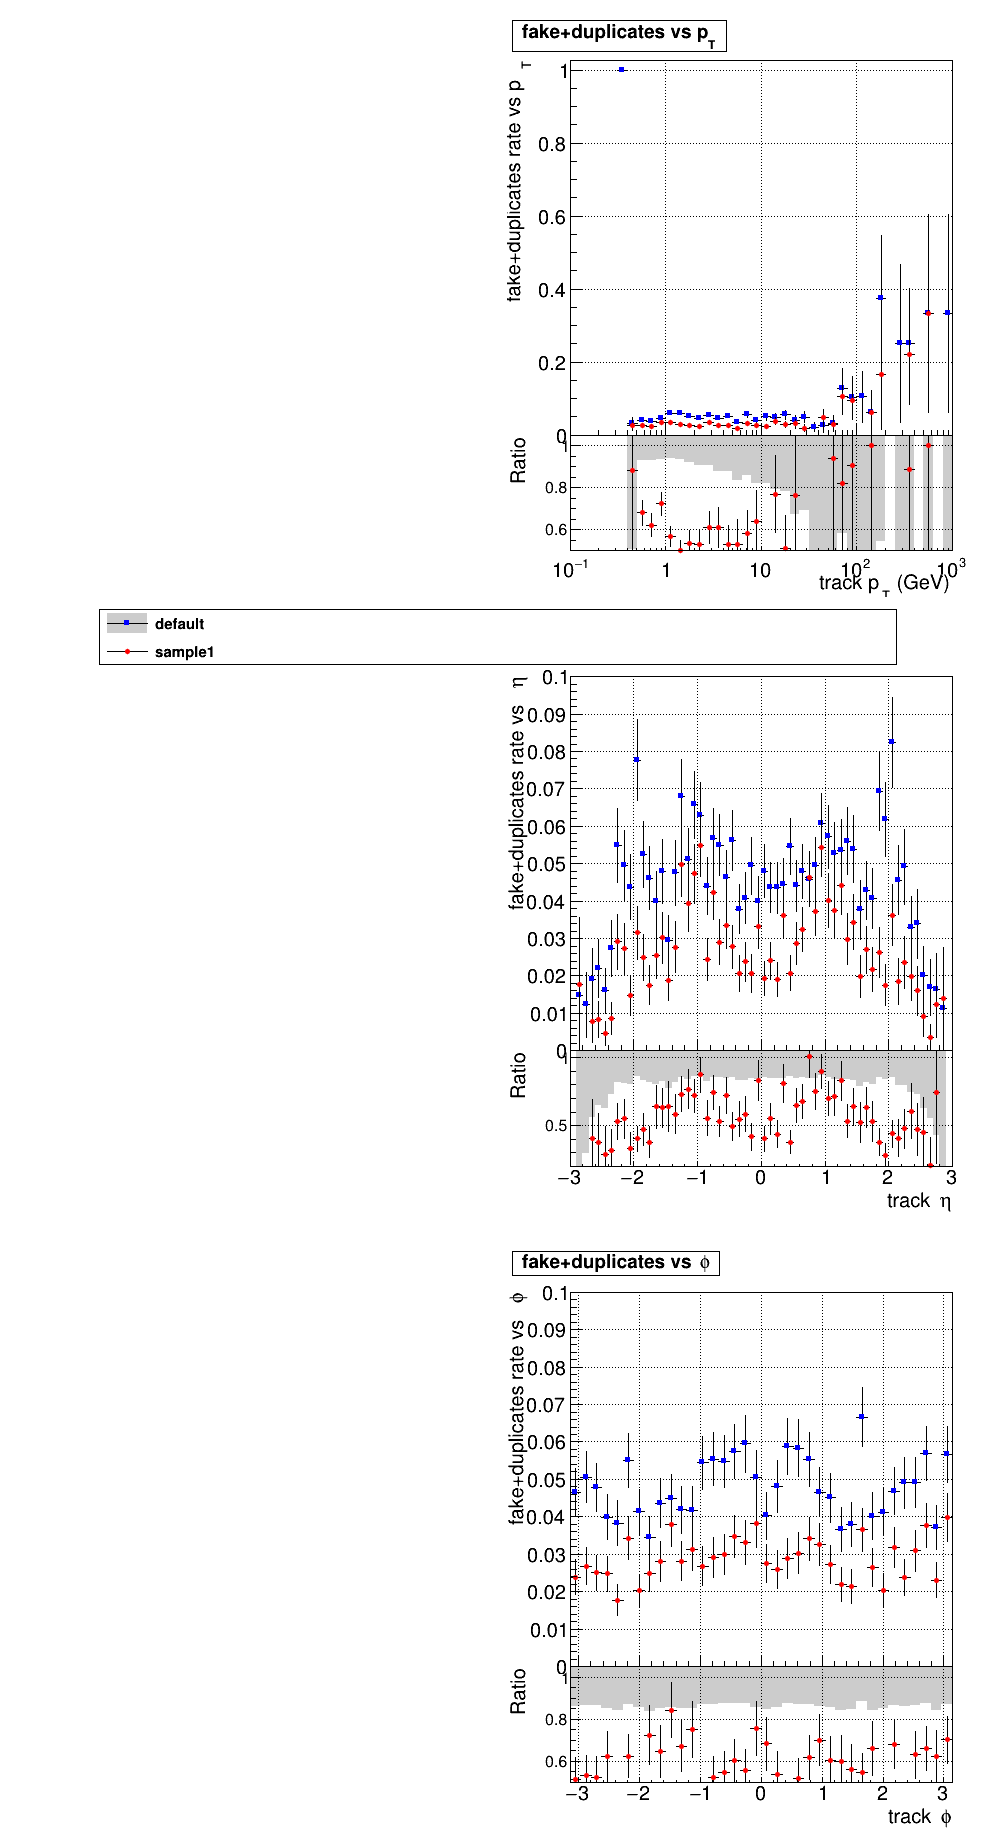 fake+duplicates vs p_T
fake+duplicates rate vs p_T
1
0.8
0.6
0.4
0.2
0
Ratio
1
0.8
0.6
10⁻¹ 1 10 10² 10³
track p_T (GeV)
default
sample1
fake+duplicates rate vs η
0.1
0.09
0.08
0.07
0.06
0.05
0.04
0.03
0.02
0.01
0
Ratio
1
0.5
−3 −2 −1 0 1 2 3
track η
fake+duplicates vs ϕ
fake+duplicates rate vs ϕ
0.1
0.09
0.08
0.07
0.06
0.05
0.04
0.03
0.02
0.01
0
Ratio
1
0.8
0.6
−3 −2 −1 0 1 2 3
track ϕ